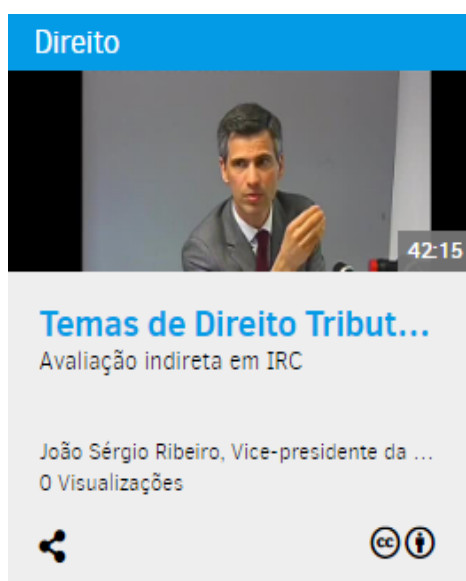 Direito
42:15
Temas de Direito Tribut...
Avaliação indireta em IRC
João Sérgio Ribeiro, Vice-presidente da ...
0 Visualizações
cc